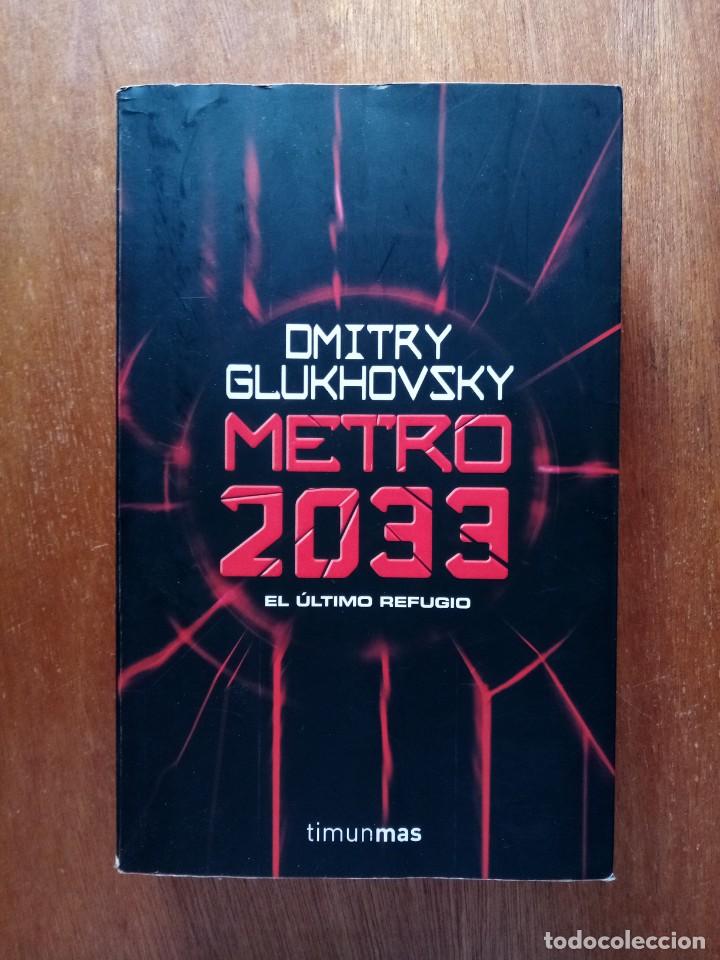 DMITRY
GLUKHOVSKY
METRO
2033
EL ÚLTIMO REFUGIO
timunmas
todocoleccion